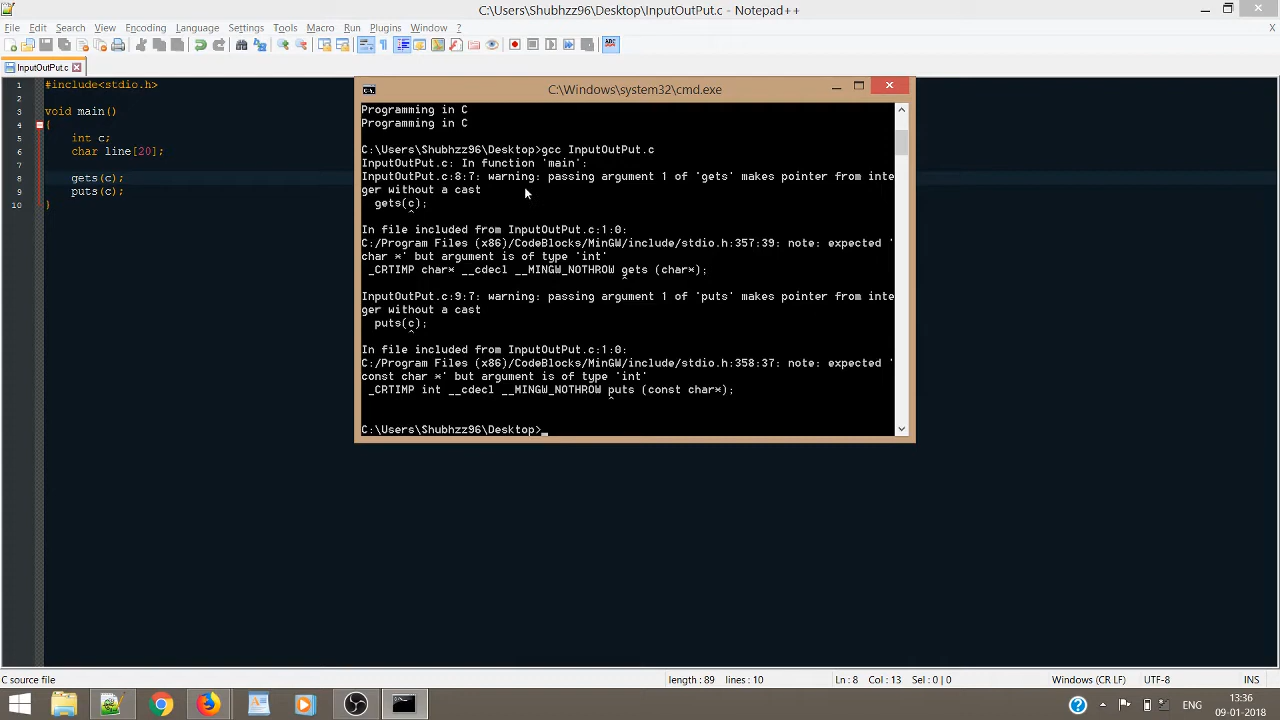 C:\Users\Shubhzz96\Desktop\InputOutPut.c - Notepad++
File Edit Search View Encoding Language Settings Tools Macro Run Plugins Window ? X
InputOutPut.c
1 #include<stdio.h>
2
3 void main()
4 {
5 int c;
6 char line[20];
7
8 gets(c);
9 puts(c);
10 }
C:\Windows\system32\cmd.exe
Programming in C
Programming in C
C:\Users\Shubhzz96\Desktop>gcc InputOutPut.c
InputOutPut.c: In function 'main':
InputOutPut.c:8:7: warning: passing argument 1 of 'gets' makes pointer from inte
ger without a cast
gets(c);
^
In file included from InputOutPut.c:1:0:
C:/Program Files (x86)/CodeBlocks/MinGW/include/stdio.h:357:39: note: expected '
char *' but argument is of type 'int'
_CRTIMP char* __cdecl __MINGW_NOTHROW gets (char*);
^
InputOutPut.c:9:7: warning: passing argument 1 of 'puts' makes pointer from inte
ger without a cast
puts(c);
^
In file included from InputOutPut.c:1:0:
C:/Program Files (x86)/CodeBlocks/MinGW/include/stdio.h:358:37: note: expected '
const char *' but argument is of type 'int'
_CRTIMP int __cdecl __MINGW_NOTHROW puts (const char*);
^
C:\Users\Shubhzz96\Desktop>_
C source file length : 89 lines : 10 Ln : 8 Col : 13 Sel : 0 | 0 Windows (CR LF) UTF-8 INS
ENG 13:36
09-01-2018